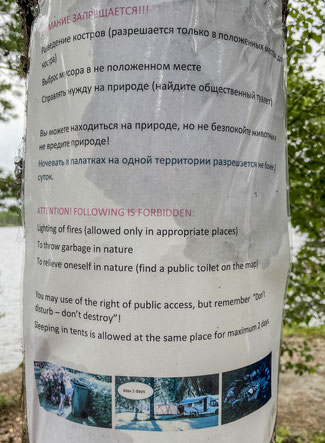 МАНИЕ ЗАПРЕЩАЕТСЯ!!!
Разведение костров (разрешается только в положенных местах для
костра)
Выброс мусора в не положенном месте
Справлять нужду на природе (найдите общественный туалет)
Вы можете находиться на природе, но не безпокойте животных
не вредите природе!
Ночевать в палатках на одной территории разрешется не более
суток.
ATTENTION! FOLLOWING IS FORBIDDEN:
Lighting of fires (allowed only in appropriate places)
To throw garbage in nature
To relieve oneself in nature (find a public toilet on the map)
You may use of the right of public access, but remember "Don't
disturb – don't destroy"!
Sleeping in tents is allowed at the same place for maximum 2 days.
Max 2 days